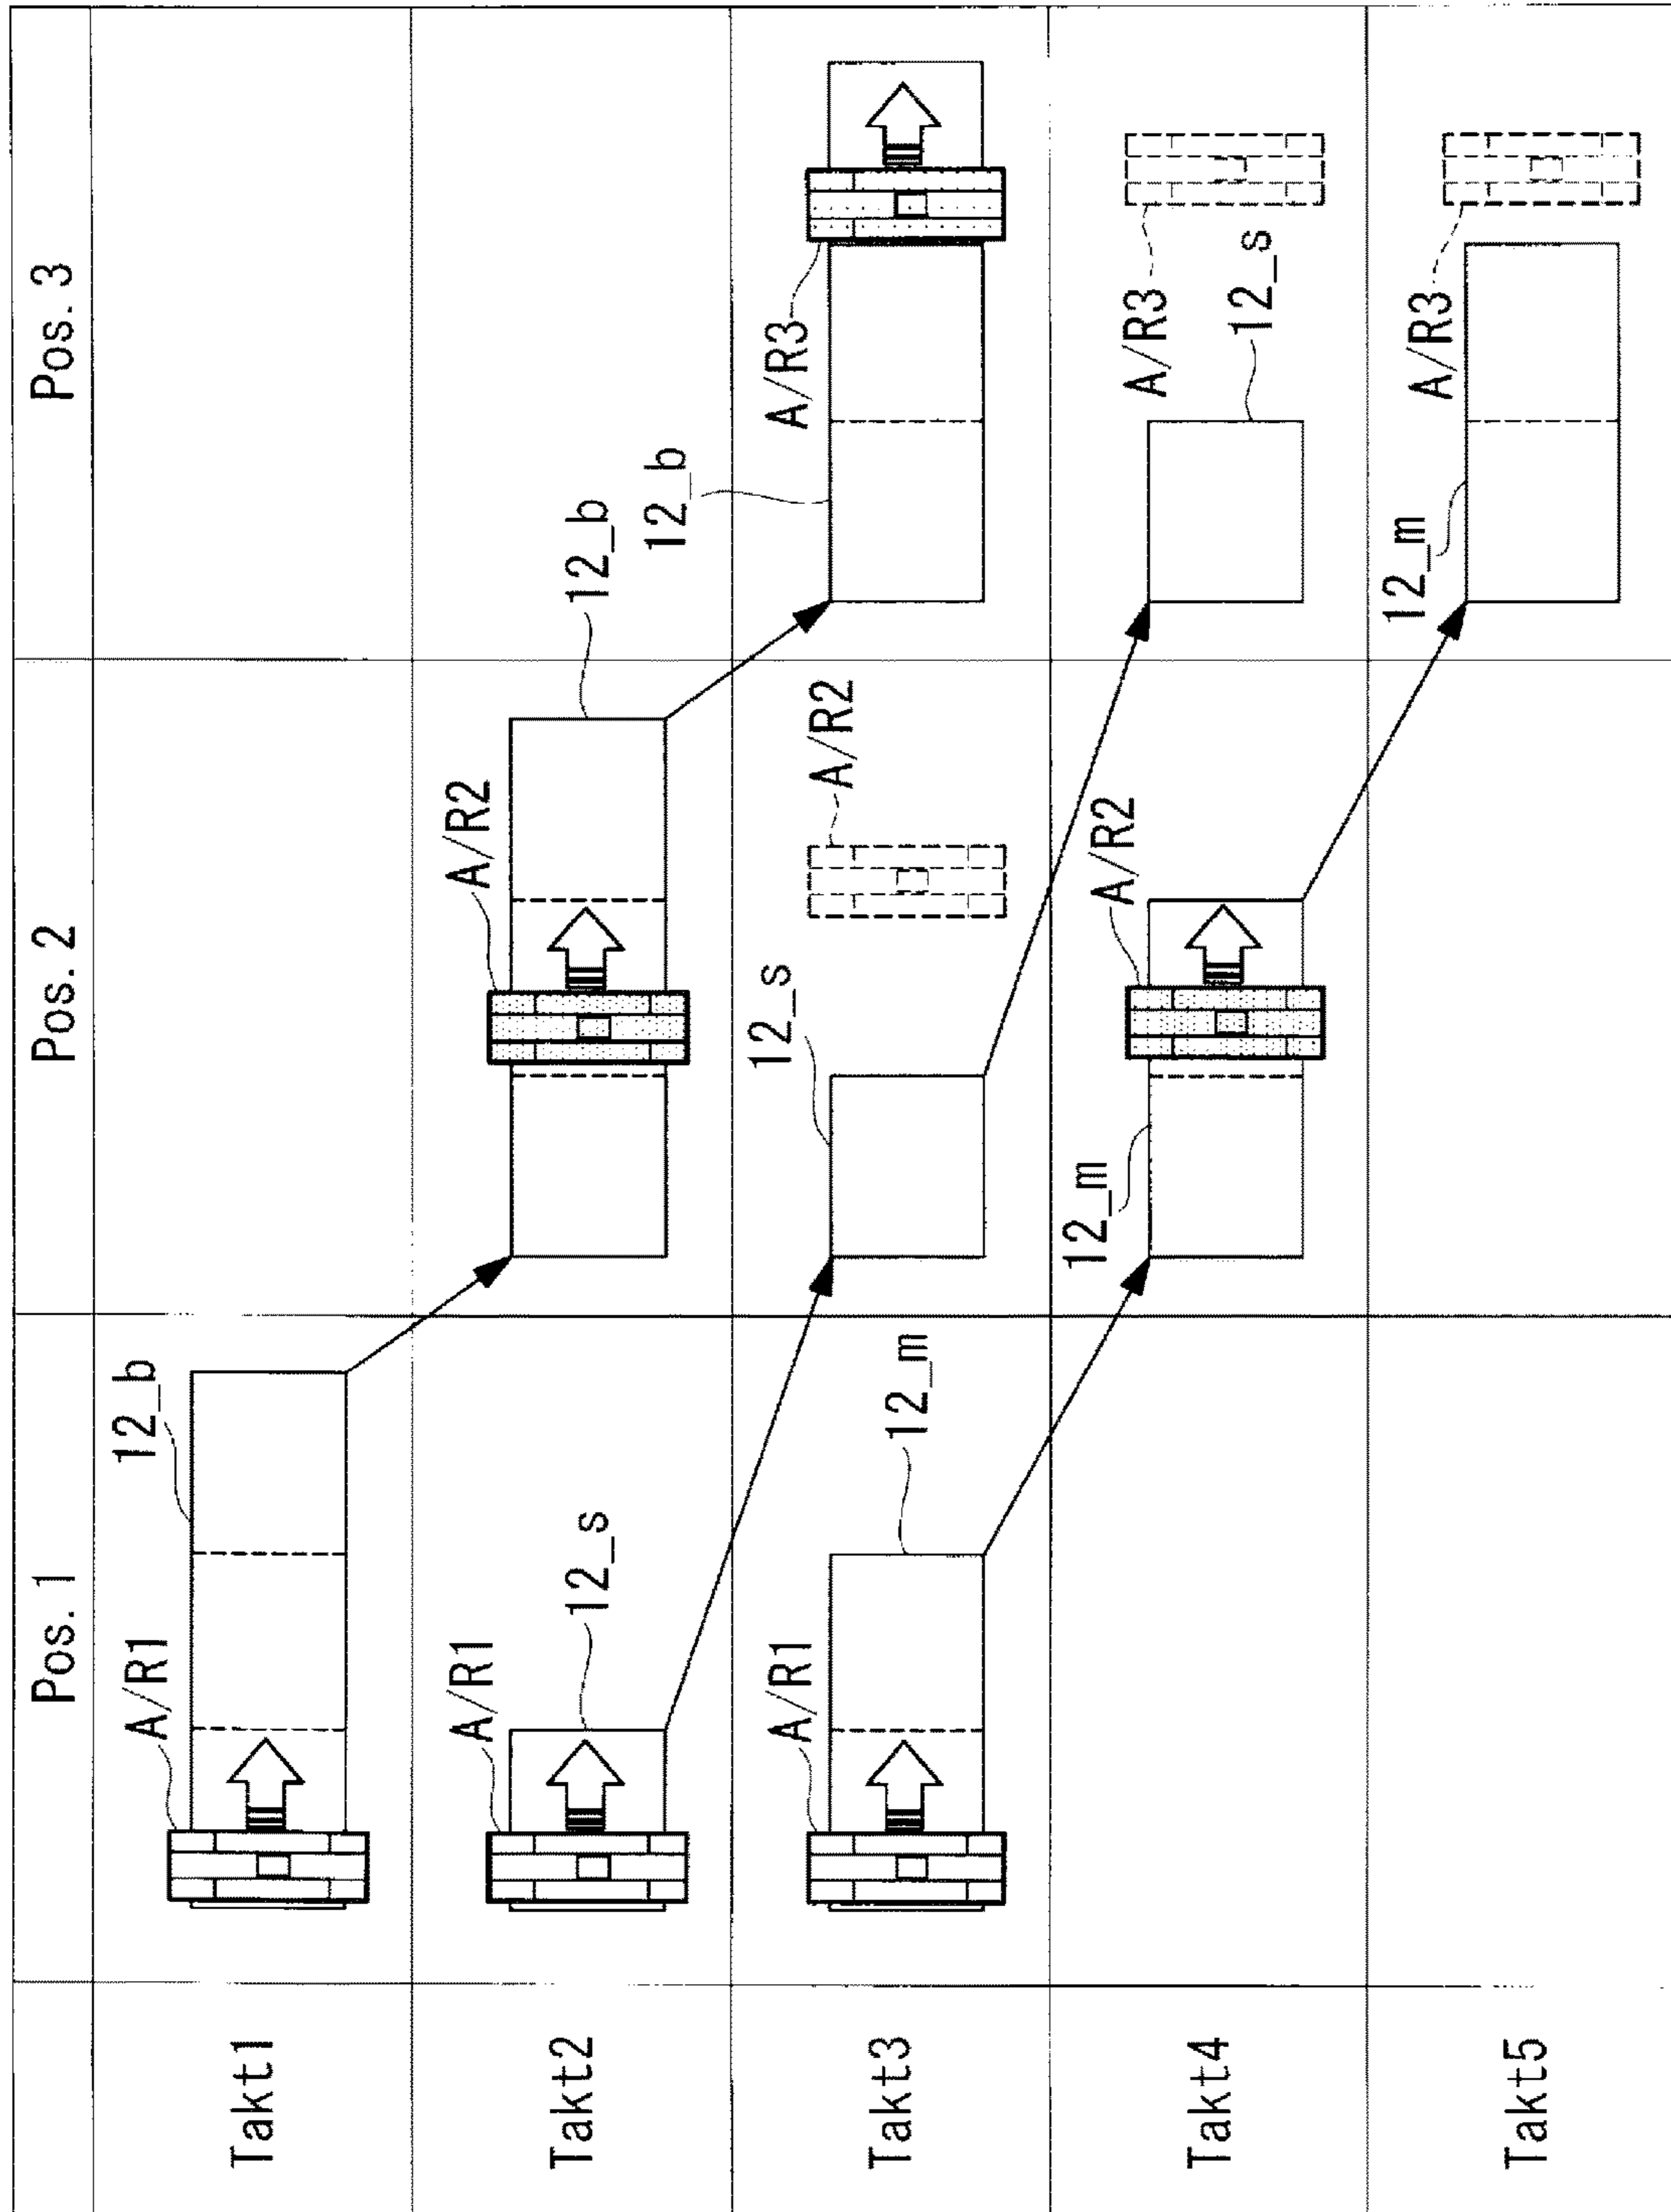 Pos. 1
Pos. 2
Pos. 3
Takt1
A/R1
12_b
Takt2
A/R1
12_s
A/R2
12_b
Takt3
A/R1
12_m
12_s
A/R2
12_b
A/R3
Takt4
12_m
A/R2
A/R3
12_s
Takt5
12_m
A/R3